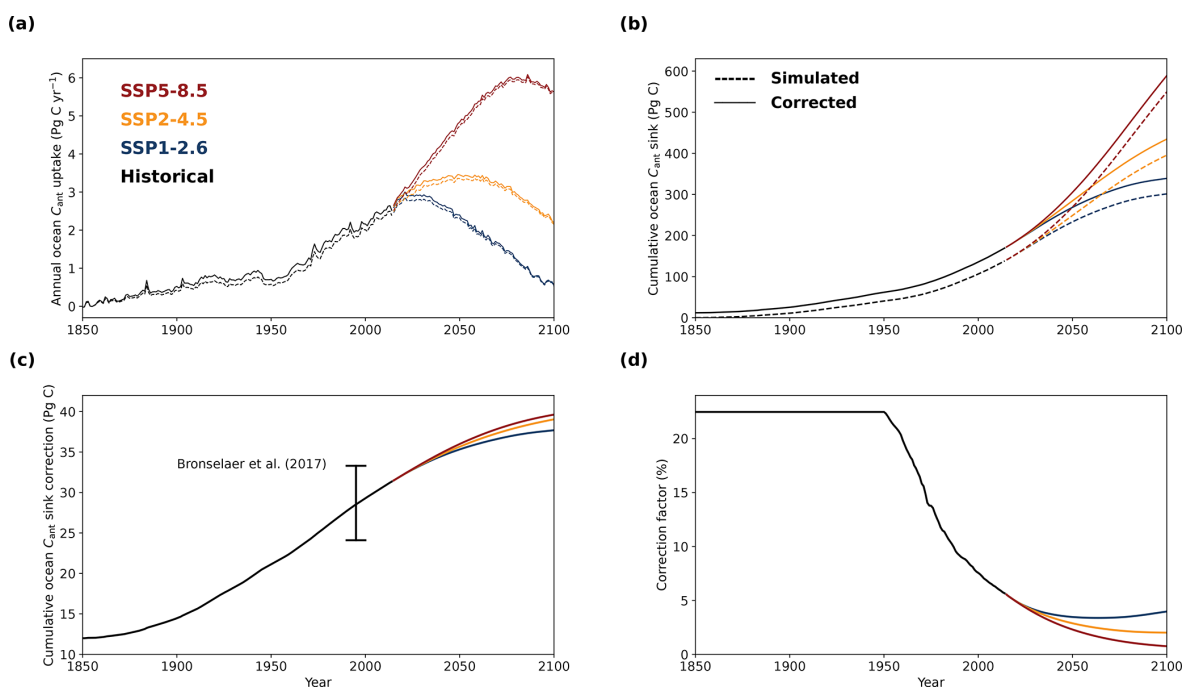 (a)
Annual ocean Cant uptake (Pg C yr−1)
6
5
4
3
2
1
0
SSP5-8.5
SSP2-4.5
SSP1-2.6
Historical
1850 1900 1950 2000 2050 2100
(b)
Cumulative ocean Cant sink (Pg C)
600
500
400
300
200
100
0
Simulated
Corrected
1850 1900 1950 2000 2050 2100
(c)
Cumulative ocean Cant sink correction (Pg C)
40
35
30
25
20
15
10
Bronselaer et al. (2017)
1850 1900 1950 2000 2050 2100
Year
(d)
Correction factor (%)
20
15
10
5
0
1850 1900 1950 2000 2050 2100
Year